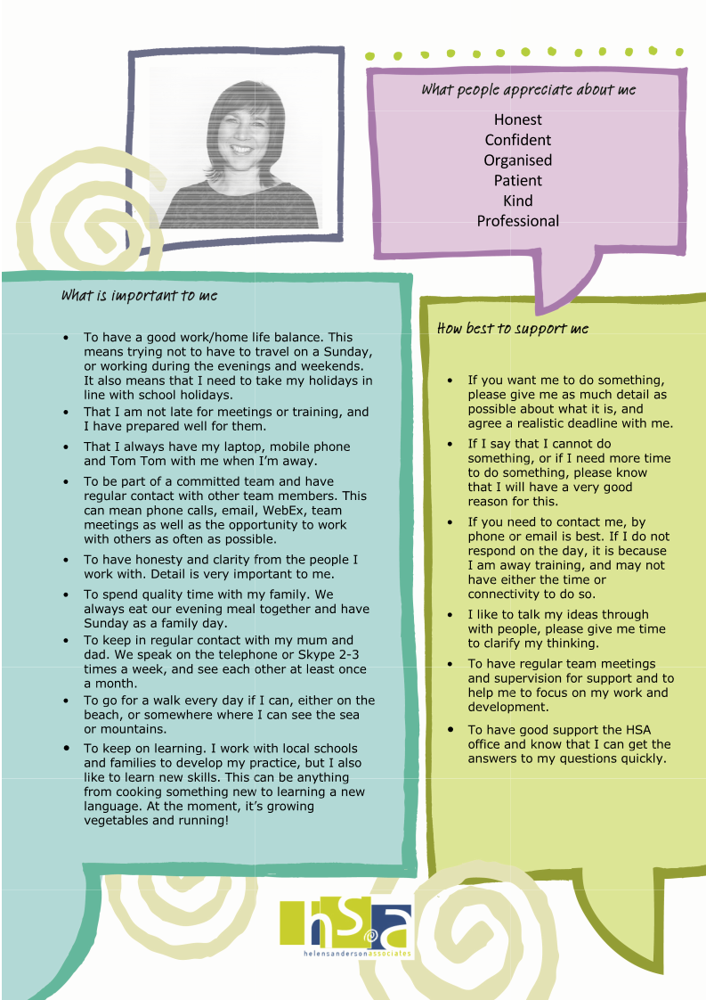 What people appreciate about me
Honest
Confident
Organised
Patient
Kind
Professional
What is important to me
• To have a good work/home life balance. This
means trying not to have to travel on a Sunday,
or working during the evenings and weekends.
It also means that I need to take my holidays in
line with school holidays.
• That I am not late for meetings or training, and
I have prepared well for them.
• That I always have my laptop, mobile phone
and Tom Tom with me when I’m away.
• To be part of a committed team and have
regular contact with other team members. This
can mean phone calls, email, WebEx, team
meetings as well as the opportunity to work
with others as often as possible.
• To have honesty and clarity from the people I
work with. Detail is very important to me.
• To spend quality time with my family. We
always eat our evening meal together and have
Sunday as a family day.
• To keep in regular contact with my mum and
dad. We speak on the telephone or Skype 2-3
times a week, and see each other at least once
a month.
• To go for a walk every day if I can, either on the
beach, or somewhere where I can see the sea
or mountains.
• To keep on learning. I work with local schools
and families to develop my practice, but I also
like to learn new skills. This can be anything
from cooking something new to learning a new
language. At the moment, it’s growing
vegetables and running!
How best to support me
• If you want me to do something,
please give me as much detail as
possible about what it is, and
agree a realistic deadline with me.
• If I say that I cannot do
something, or if I need more time
to do something, please know
that I will have a very good
reason for this.
• If you need to contact me, by
phone or email is best. If I do not
respond on the day, it is because
I am away training, and may not
have either the time or
connectivity to do so.
• I like to talk my ideas through
with people, please give me time
to clarify my thinking.
• To have regular team meetings
and supervision for support and to
help me to focus on my work and
development.
• To have good support the HSA
office and know that I can get the
answers to my questions quickly.
hsa
helensandersonassociates